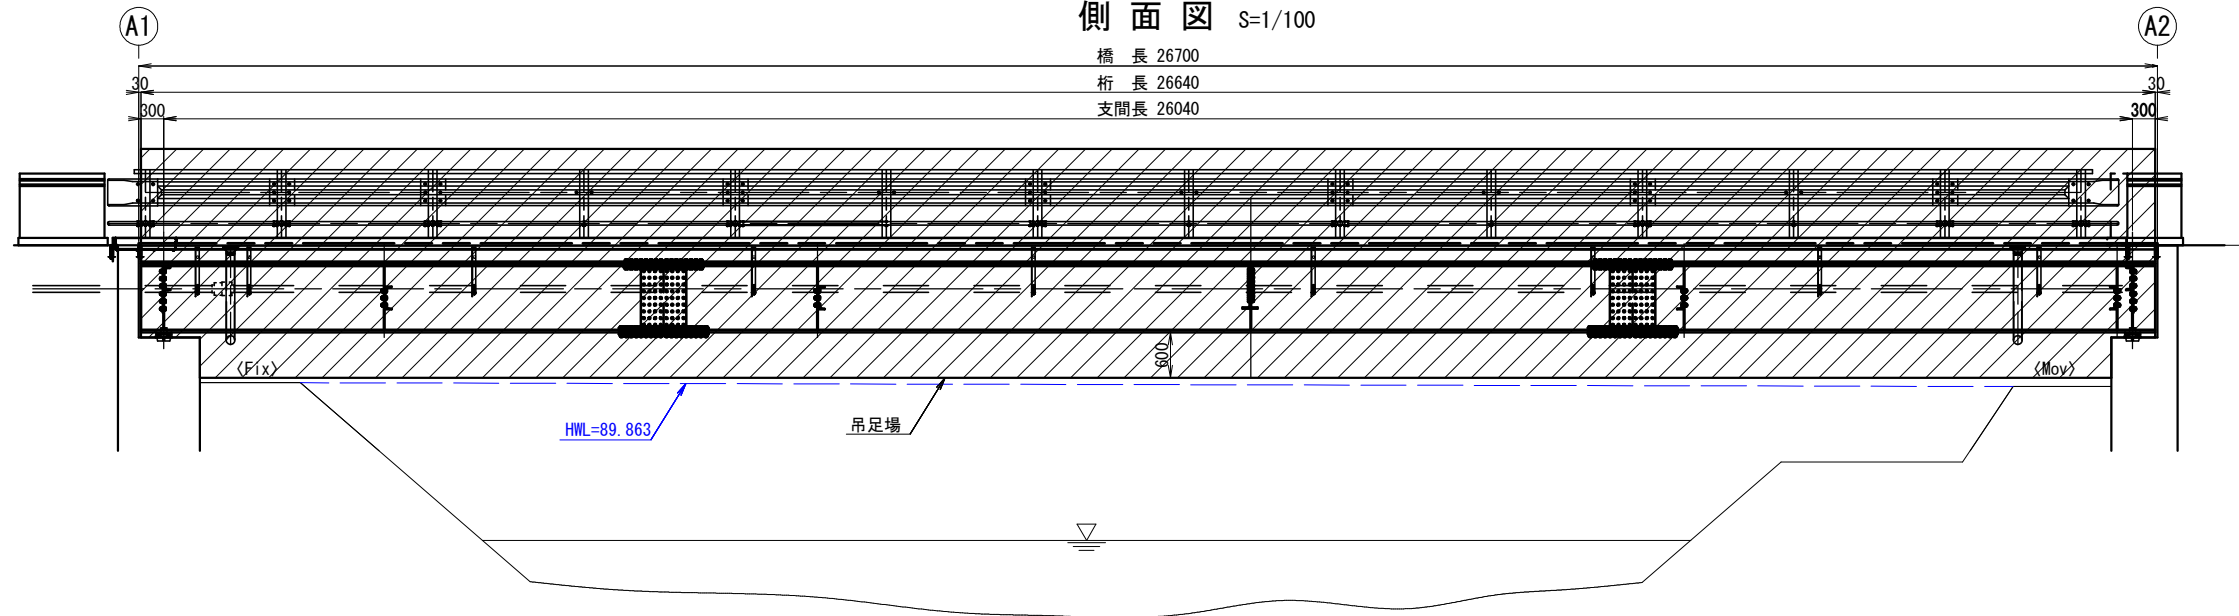 側 面 図 S=1/100
A1
A2
橋 長 26700
30
桁 長 26640
30
300
支間長 26040
300
600
〈Fix〉
〈Mov〉
HWL=89.863
吊足場